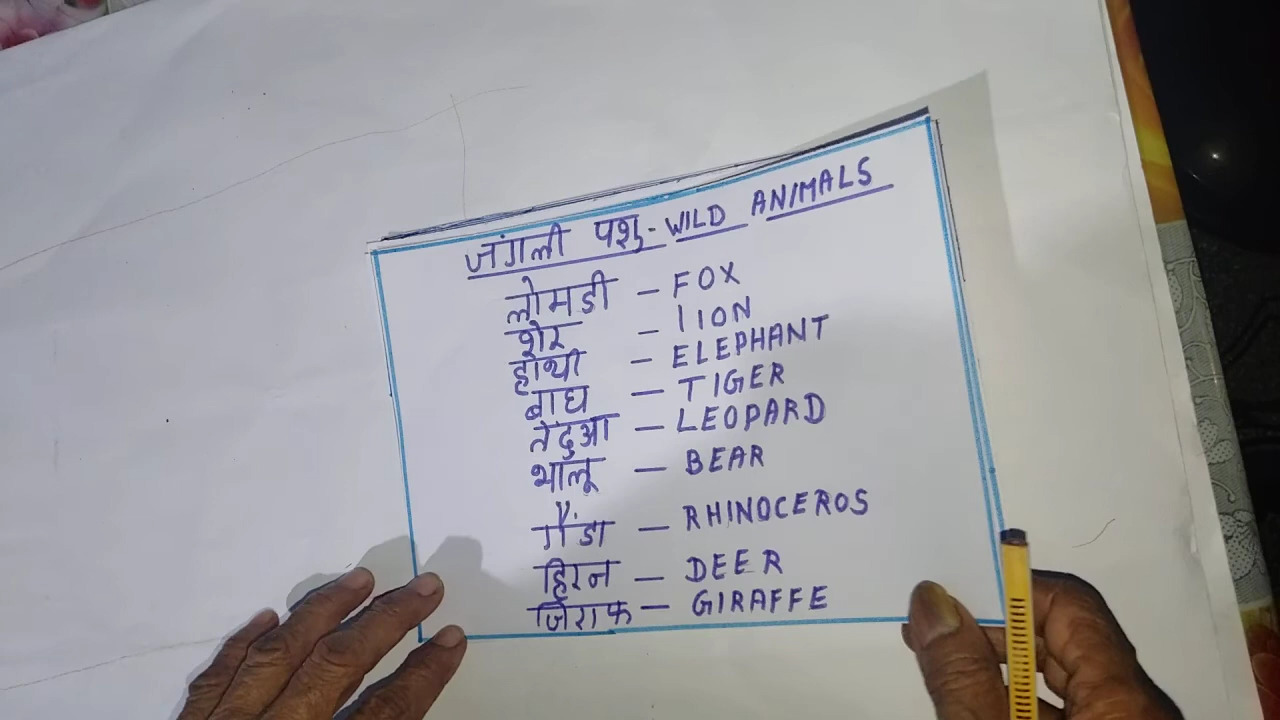 जंगली पशु - WILD ANIMALS
लोमडी - FOX
शेर - lION
हाथी - ELEPHANT
बाघ - TIGER
तेंदुआ - LEOPARD
भालू - BEAR
गैंडा - RHINOCEROS
हिरन - DEER
जिराफ - GIRAFFE